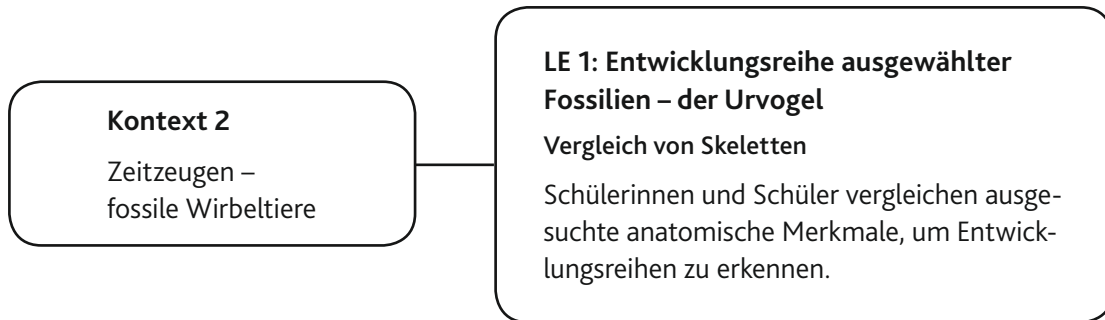 Kontext 2
Zeitzeugen –
fossile Wirbeltiere
LE 1: Entwicklungsreihe ausgewählter
Fossilien – der Urvogel
Vergleich von Skeletten
Schülerinnen und Schüler vergleichen ausge-
suchte anatomische Merkmale, um Entwick-
lungsreihen zu erkennen.